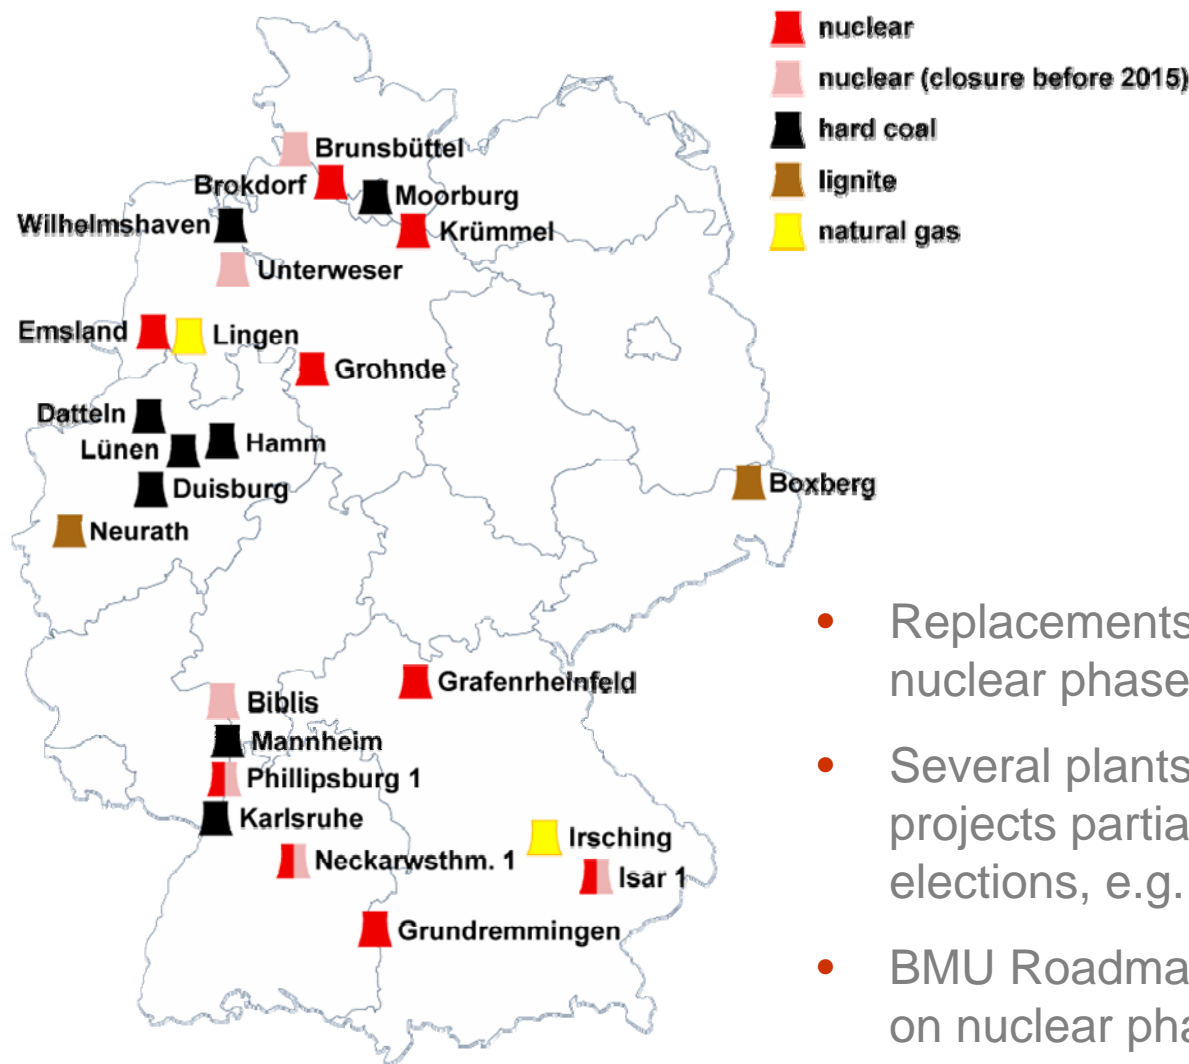 nuclear
nuclear (closure before 2015)
hard coal
lignite
natural gas
Brunsbüttel
Brokdorf
Moorburg
Wilhelmshaven
Krümmel
Unterweser
Emsland
Lingen
Grohnde
Datteln
Hamm
Lünen
Boxberg
Duisburg
Neurath
Grafenrheinfeld
Biblis
Mannheim
Phillipsburg 1
Karlsruhe
Irsching
Neckarwsthm. 1
Isar 1
Grundremmingen
• Replacements
nuclear phase
• Several plants
projects partia
elections, e.g.
• BMU Roadma
on nuclear pha